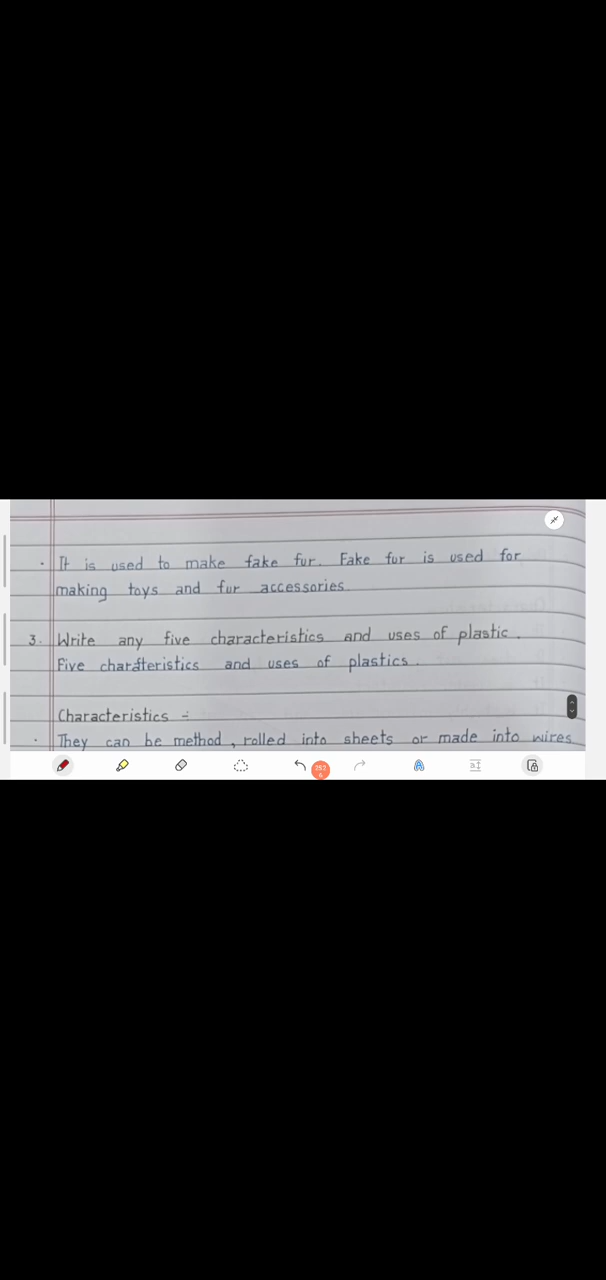 · It is used to make fake fur. Fake fur is used for
making toys and fur accessories
3. Write any five characteristics and uses of plastic.
Five charateristics and uses of plastics.
Characteristics :-
· They can be method, rolled into sheets or made into wires